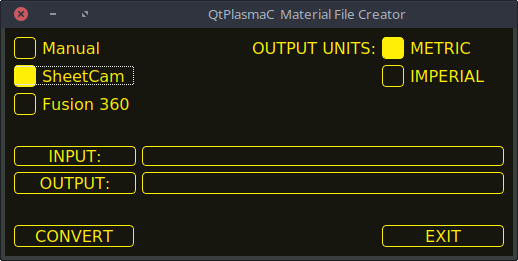 QtPlasmaC Material File Creator
Manual OUTPUT UNITS: METRIC
SheetCam IMPERIAL
Fusion 360
INPUT:
OUTPUT:
CONVERT EXIT